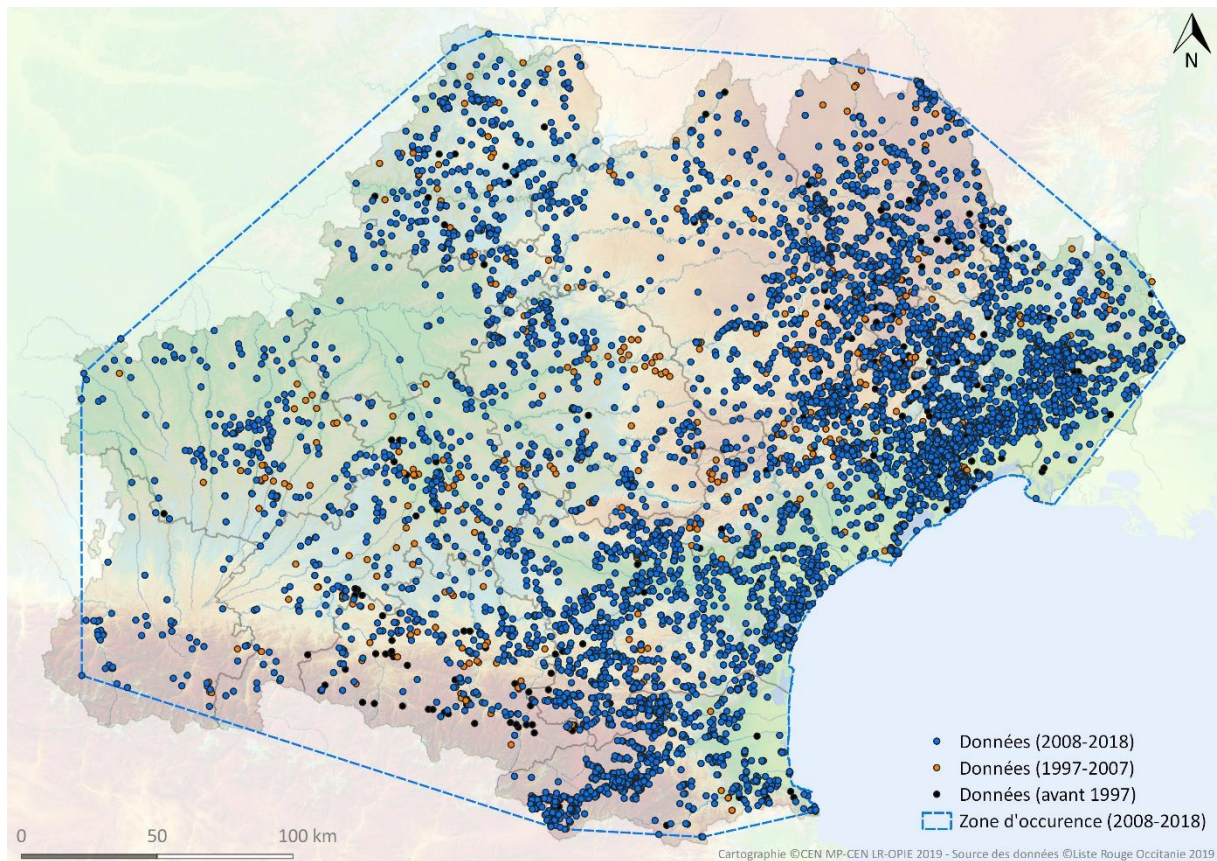 N
Données (2008-2018)
Données (1997-2007)
Données (avant 1997)
Zone d'occurence (2008-2018)
0 50 100 km
Cartographie ©CEN MP-CEN LR-OPIE 2019 - Source des données ©Liste Rouge Occitanie 2019